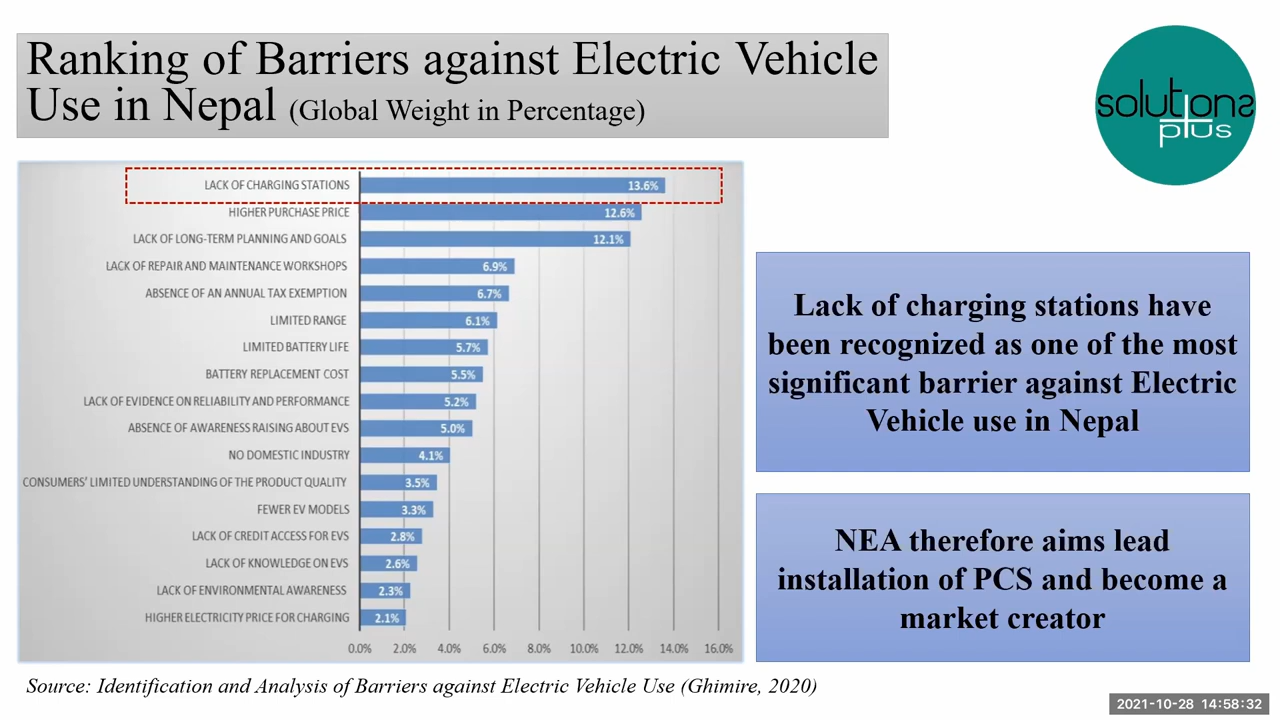 Ranking of Barriers against Electric Vehicle
Use in Nepal (Global Weight in Percentage)
solutions
plus
LACK OF CHARGING STATIONS 13.6%
HIGHER PURCHASE PRICE 12.6%
LACK OF LONG-TERM PLANNING AND GOALS 12.1%
LACK OF REPAIR AND MAINTENANCE WORKSHOPS 6.9%
ABSENCE OF AN ANNUAL TAX EXEMPTION 6.7%
LIMITED RANGE 6.1%
LIMITED BATTERY LIFE 5.7%
BATTERY REPLACEMENT COST 5.5%
LACK OF EVIDENCE ON RELIABILITY AND PERFORMANCE 5.2%
ABSENCE OF AWARENESS RAISING ABOUT EVS 5.0%
NO DOMESTIC INDUSTRY 4.1%
CONSUMERS' LIMITED UNDERSTANDING OF THE PRODUCT QUALITY 3.5%
FEWER EV MODELS 3.3%
LACK OF CREDIT ACCESS FOR EVS 2.8%
LACK OF KNOWLEDGE ON EVS 2.6%
LACK OF ENVIRONMENTAL AWARENESS 2.3%
HIGHER ELECTRICITY PRICE FOR CHARGING 2.1%
0.0% 2.0% 4.0% 6.0% 8.0% 10.0% 12.0% 14.0% 16.0%
Lack of charging stations have
been recognized as one of the most
significant barrier against Electric
Vehicle use in Nepal
NEA therefore aims lead
installation of PCS and become a
market creator
Source: Identification and Analysis of Barriers against Electric Vehicle Use (Ghimire, 2020)
2021-10-28 14:58:32